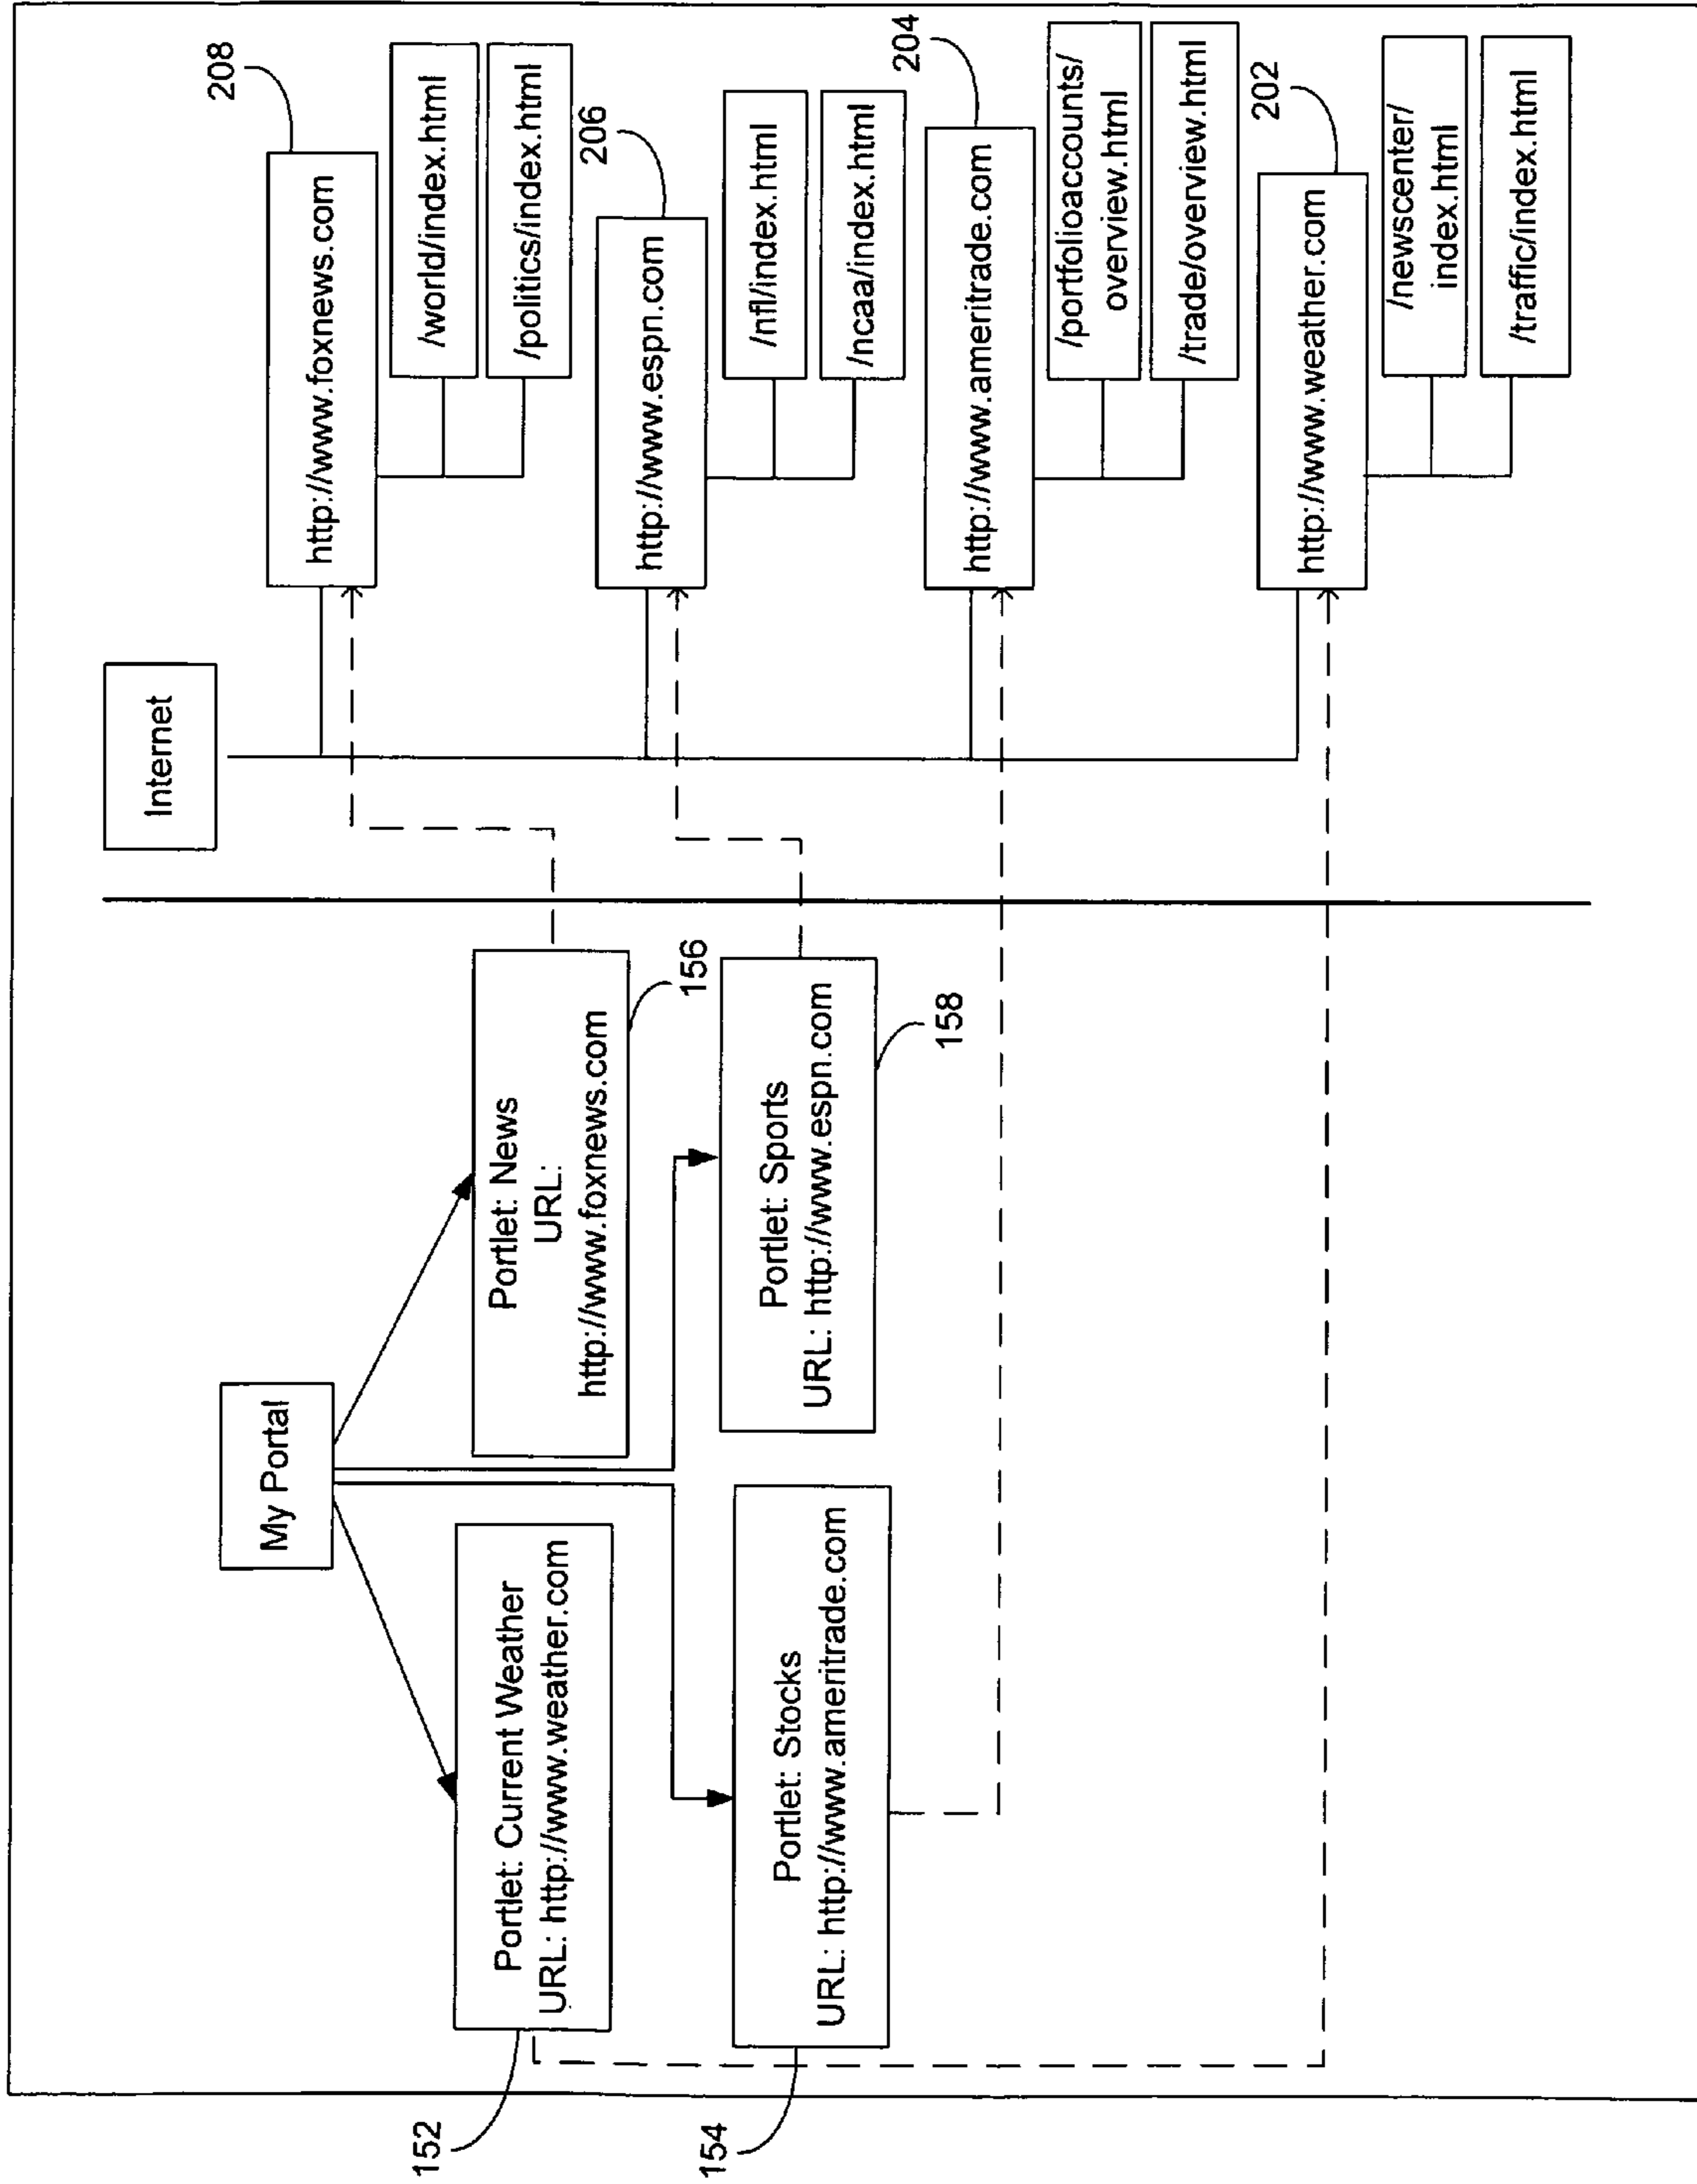 My Portal
152
Portlet: Current Weather
URL: http://www.weather.com
Portlet: News
URL:
http://www.foxnews.com
156
154
Portlet: Stocks
URL: http://www.ameritrade.com
Portlet: Sports
URL: http://www.espn.com
158
Internet
208
http://www.foxnews.com
/world/index.html
/politics/index.html
206
http://www.espn.com
/nfl/index.html
/ncaa/index.html
204
http://www.ameritrade.com
/portfolioaccounts/
overview.html
/trade/overview.html
202
http://www.weather.com
/newscenter/
index.html
/traffic/index.html